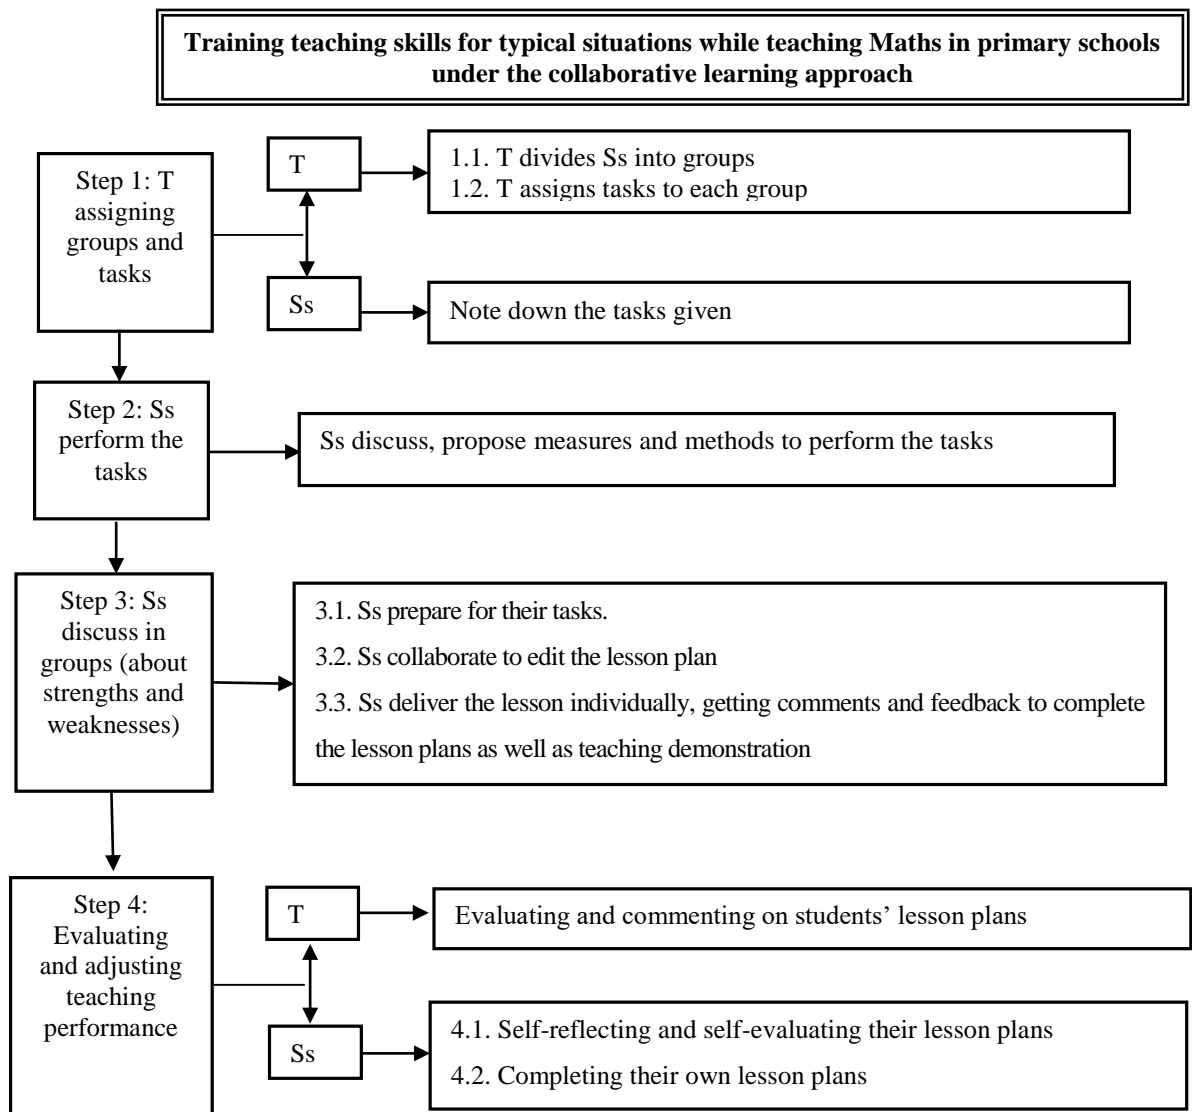 Training teaching skills for typical situations while teaching Maths in primary schools
under the collaborative learning approach
Step 1: T
assigning
groups and
tasks
T
1.1. T divides Ss into groups
1.2. T assigns tasks to each group
Ss
Note down the tasks given
Step 2: Ss
perform the
tasks
Ss discuss, propose measures and methods to perform the tasks
Step 3: Ss
discuss in
groups (about
strengths and
weaknesses)
3.1. Ss prepare for their tasks.
3.2. Ss collaborate to edit the lesson plan
3.3. Ss deliver the lesson individually, getting comments and feedback to complete
the lesson plans as well as teaching demonstration
Step 4:
Evaluating
and adjusting
teaching
performance
T
Evaluating and commenting on students’ lesson plans
Ss
4.1. Self-reflecting and self-evaluating their lesson plans
4.2. Completing their own lesson plans